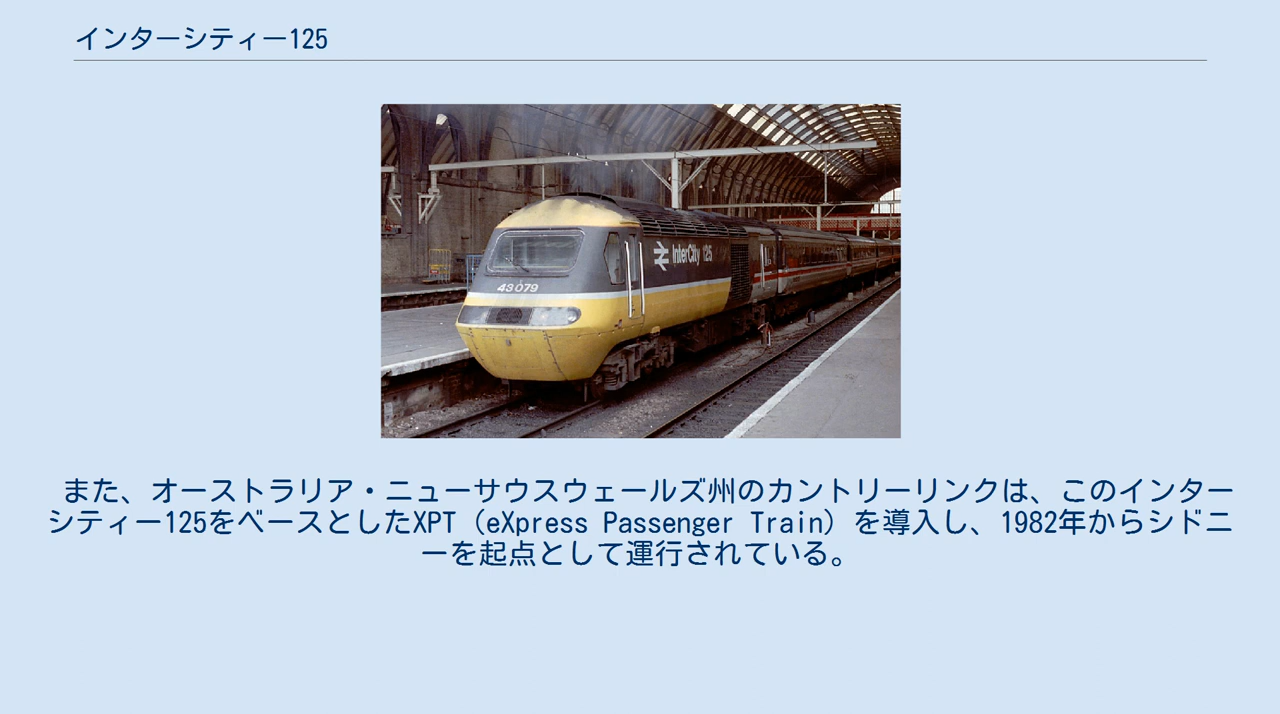 インターシティー125
InterCity 125
43079
また、オーストラリア・ニューサウスウェールズ州のカントリーリンクは、このインター
シティー125をベースとしたXPT（eXpress Passenger Train）を導入し、1982年からシドニ
ーを起点として運行されている。